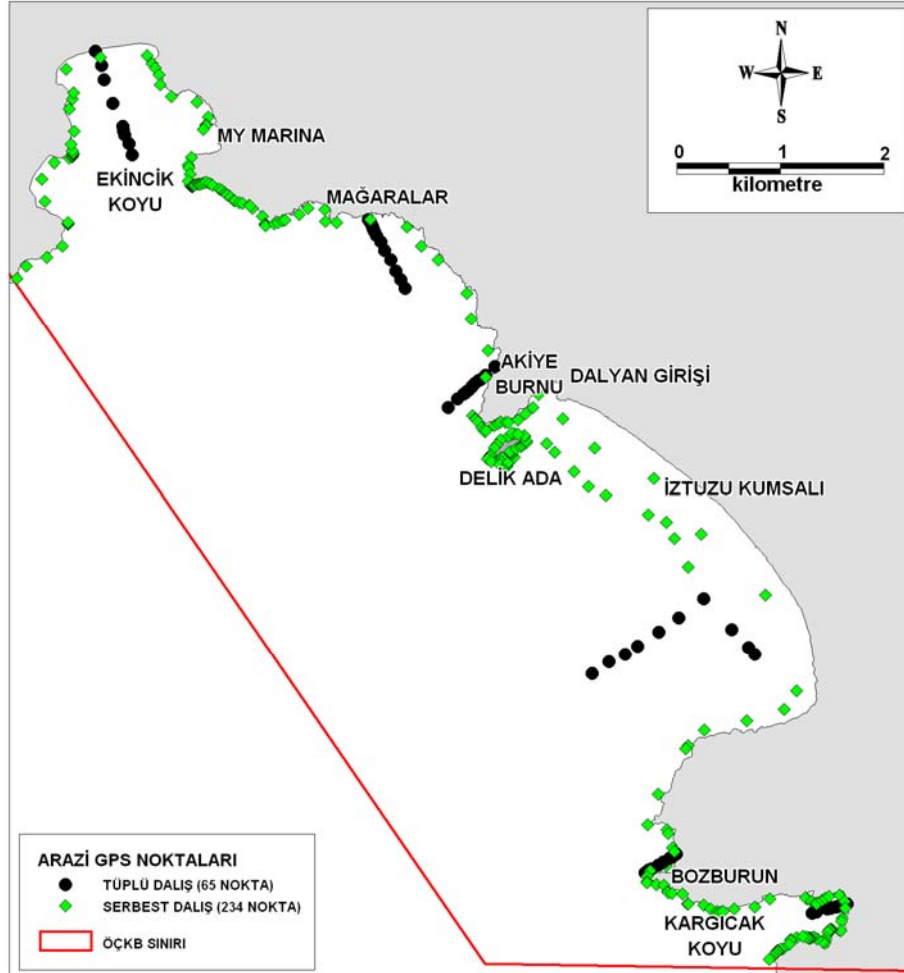 N
W E
S
0 1 2
kilometre
MY MARINA
EKİNCİK
KOYU
MAĞARALAR
AKİYE
BURNU
DALYAN GİRİŞİ
DELİK ADA
İZTUZU KUMSALI
BOZBURUN
KARGICAK
KOYU
ARAZİ GPS NOKTALARI
TÜPLÜ DALIŞ (65 NOKTA)
SERBEST DALIŞ (234 NOKTA)
ÖÇKB SINIRI